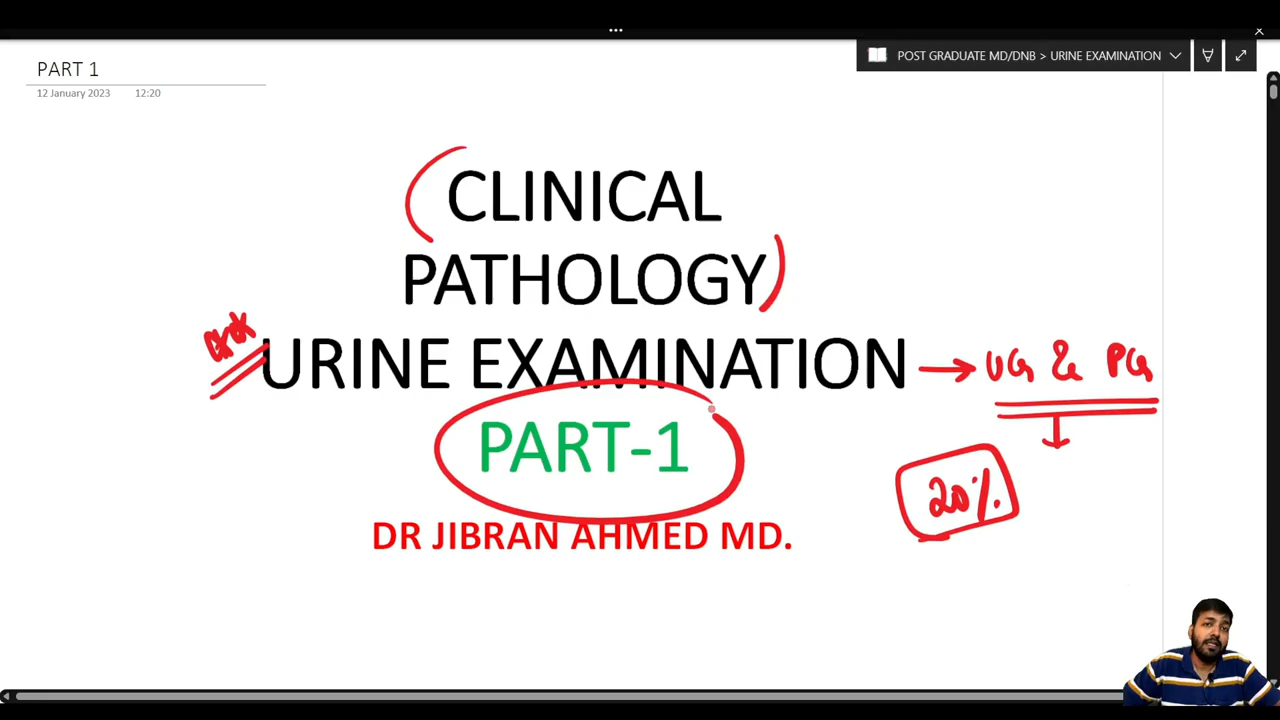 POST GRADUATE MD/DNB > URINE EXAMINATION
PART 1
12 January 2023 12:20
(CLINICAL
PATHOLOGY)
URINE EXAMINATION → UG & PG
PART-1
20%
DR JIBRAN AHMED MD.